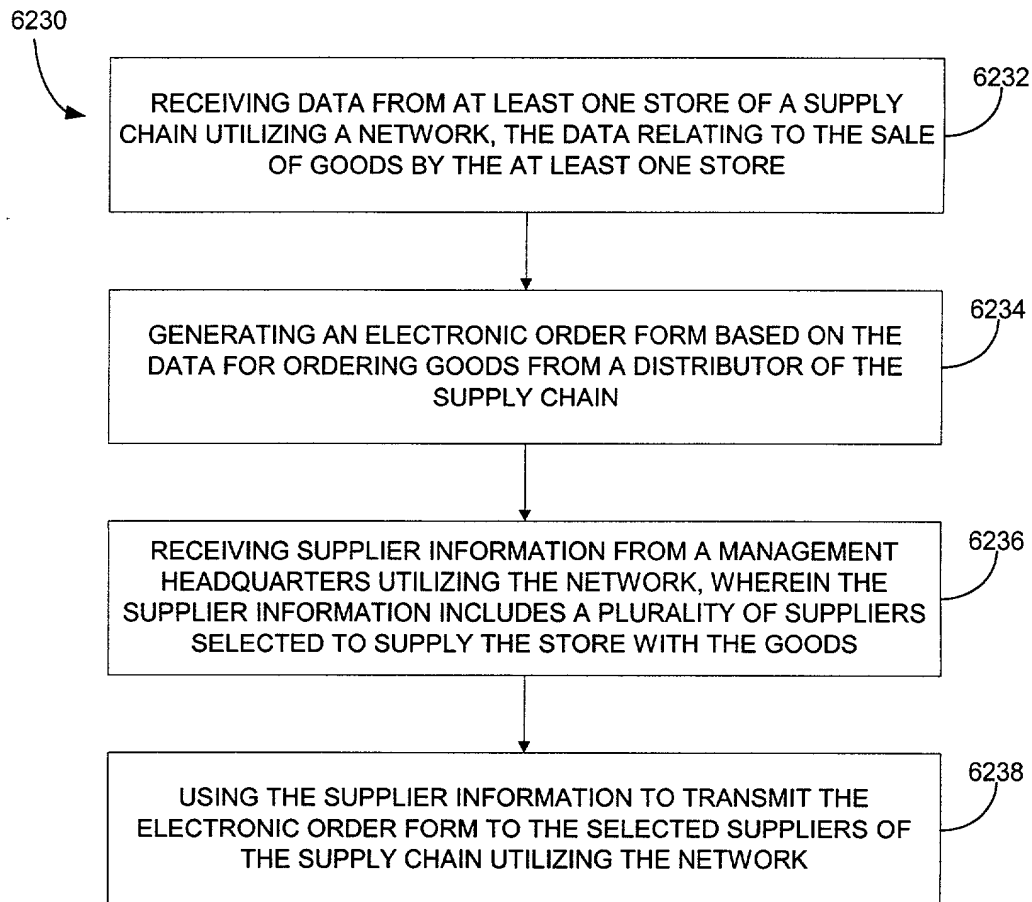 6230
6232
RECEIVING DATA FROM AT LEAST ONE STORE OF A SUPPLY
CHAIN UTILIZING A NETWORK, THE DATA RELATING TO THE SALE
OF GOODS BY THE AT LEAST ONE STORE
6234
GENERATING AN ELECTRONIC ORDER FORM BASED ON THE
DATA FOR ORDERING GOODS FROM A DISTRIBUTOR OF THE
SUPPLY CHAIN
6236
RECEIVING SUPPLIER INFORMATION FROM A MANAGEMENT
HEADQUARTERS UTILIZING THE NETWORK, WHEREIN THE
SUPPLIER INFORMATION INCLUDES A PLURALITY OF SUPPLIERS
SELECTED TO SUPPLY THE STORE WITH THE GOODS
6238
USING THE SUPPLIER INFORMATION TO TRANSMIT THE
ELECTRONIC ORDER FORM TO THE SELECTED SUPPLIERS OF
THE SUPPLY CHAIN UTILIZING THE NETWORK